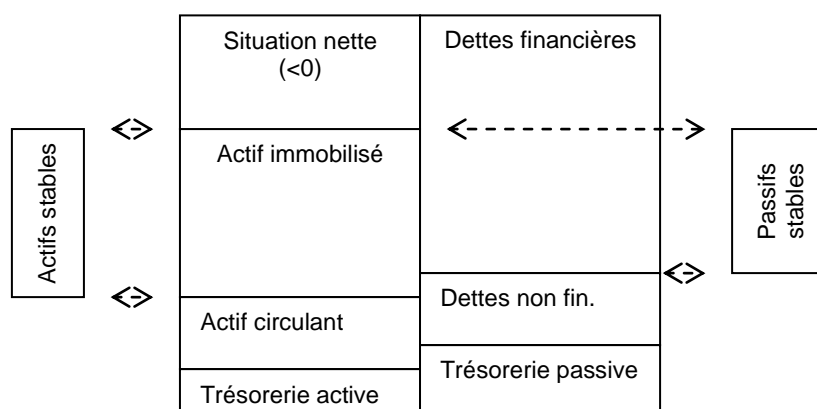 Situation nette
(<0)
Dettes financières
Actifs stables
Actif immobilisé
Passifs
stables
Dettes non fin.
Actif circulant
Trésorerie passive
Trésorerie active